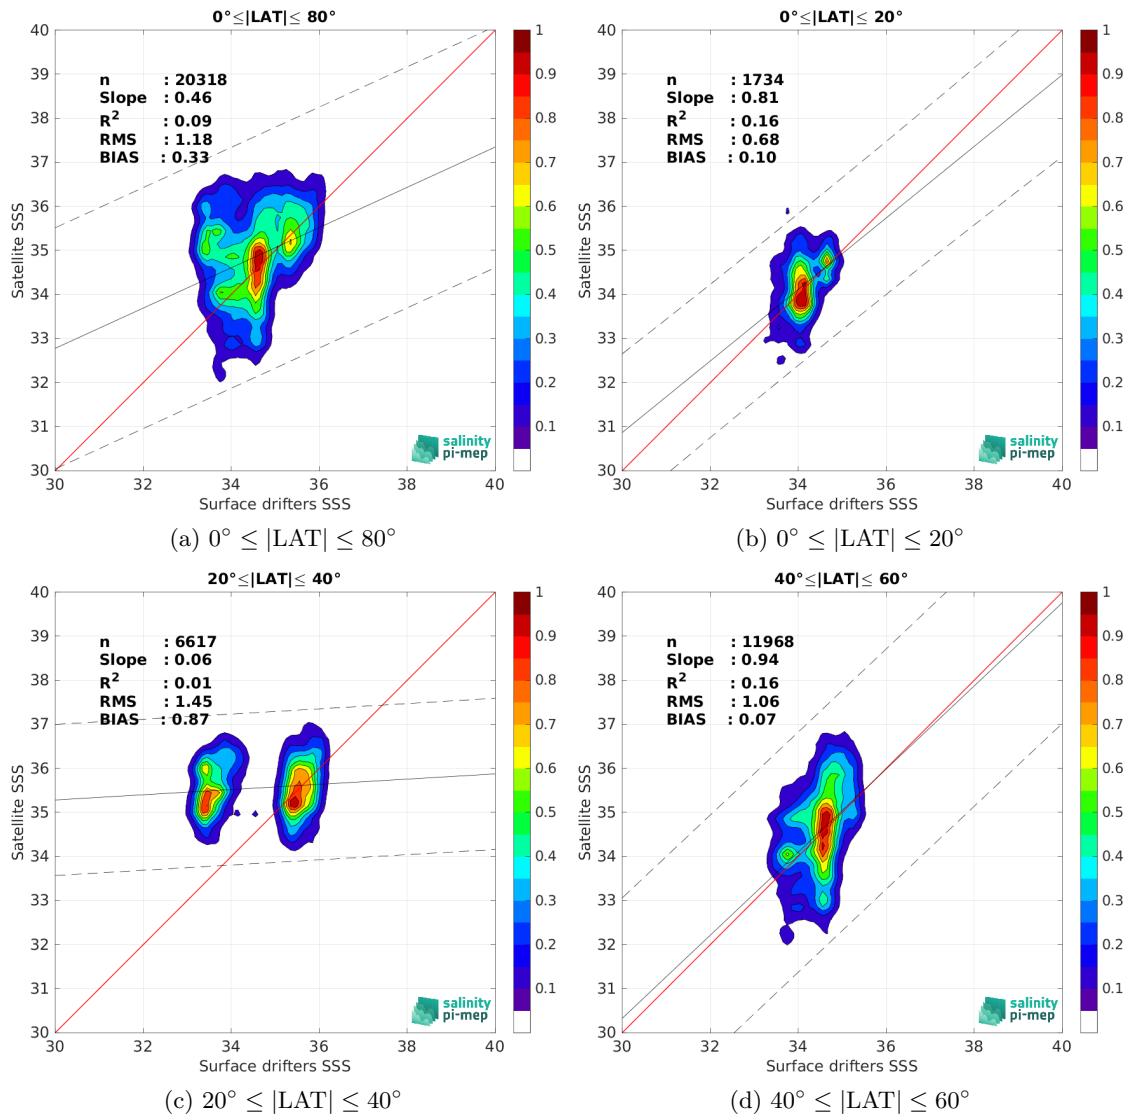 0°≤|LAT|≤ 80°
n : 20318
Slope : 0.46
R² : 0.09
RMS : 1.18
BIAS : 0.33
Satellite SSS
40
39
38
37
36
35
34
33
32
31
30
30 32 34 36 38 40
Surface drifters SSS
1
0.9
0.8
0.7
0.6
0.5
0.4
0.3
0.2
0.1
salinity
pi-mep
(a) 0° ≤ |LAT| ≤ 80°
0°≤|LAT|≤ 20°
n : 1734
Slope : 0.81
R² : 0.16
RMS : 0.68
BIAS : 0.10
Satellite SSS
40
39
38
37
36
35
34
33
32
31
30
30 32 34 36 38 40
Surface drifters SSS
1
0.9
0.8
0.7
0.6
0.5
0.4
0.3
0.2
0.1
salinity
pi-mep
(b) 0° ≤ |LAT| ≤ 20°
20°≤|LAT|≤ 40°
n : 6617
Slope : 0.06
R² : 0.01
RMS : 1.45
BIAS : 0.87
Satellite SSS
40
39
38
37
36
35
34
33
32
31
30
30 32 34 36 38 40
Surface drifters SSS
1
0.9
0.8
0.7
0.6
0.5
0.4
0.3
0.2
0.1
salinity
pi-mep
(c) 20° ≤ |LAT| ≤ 40°
40°≤|LAT|≤ 60°
n : 11968
Slope : 0.94
R² : 0.16
RMS : 1.06
BIAS : 0.07
Satellite SSS
40
39
38
37
36
35
34
33
32
31
30
30 32 34 36 38 40
Surface drifters SSS
1
0.9
0.8
0.7
0.6
0.5
0.4
0.3
0.2
0.1
salinity
pi-mep
(d) 40° ≤ |LAT| ≤ 60°